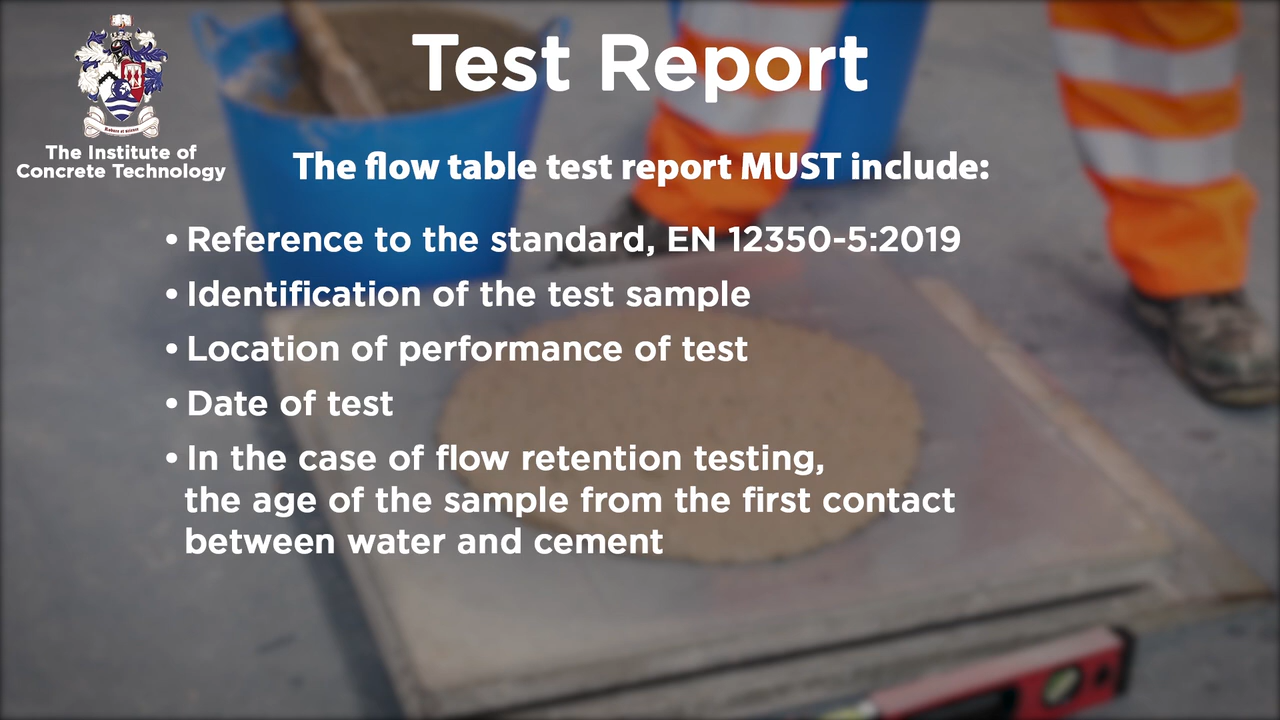 Test Report
The Institute of
Concrete Technology
The flow table test report MUST include:
• Reference to the standard, EN 12350-5:2019
• Identification of the test sample
• Location of performance of test
• Date of test
• In the case of flow retention testing,
the age of the sample from the first contact
between water and cement